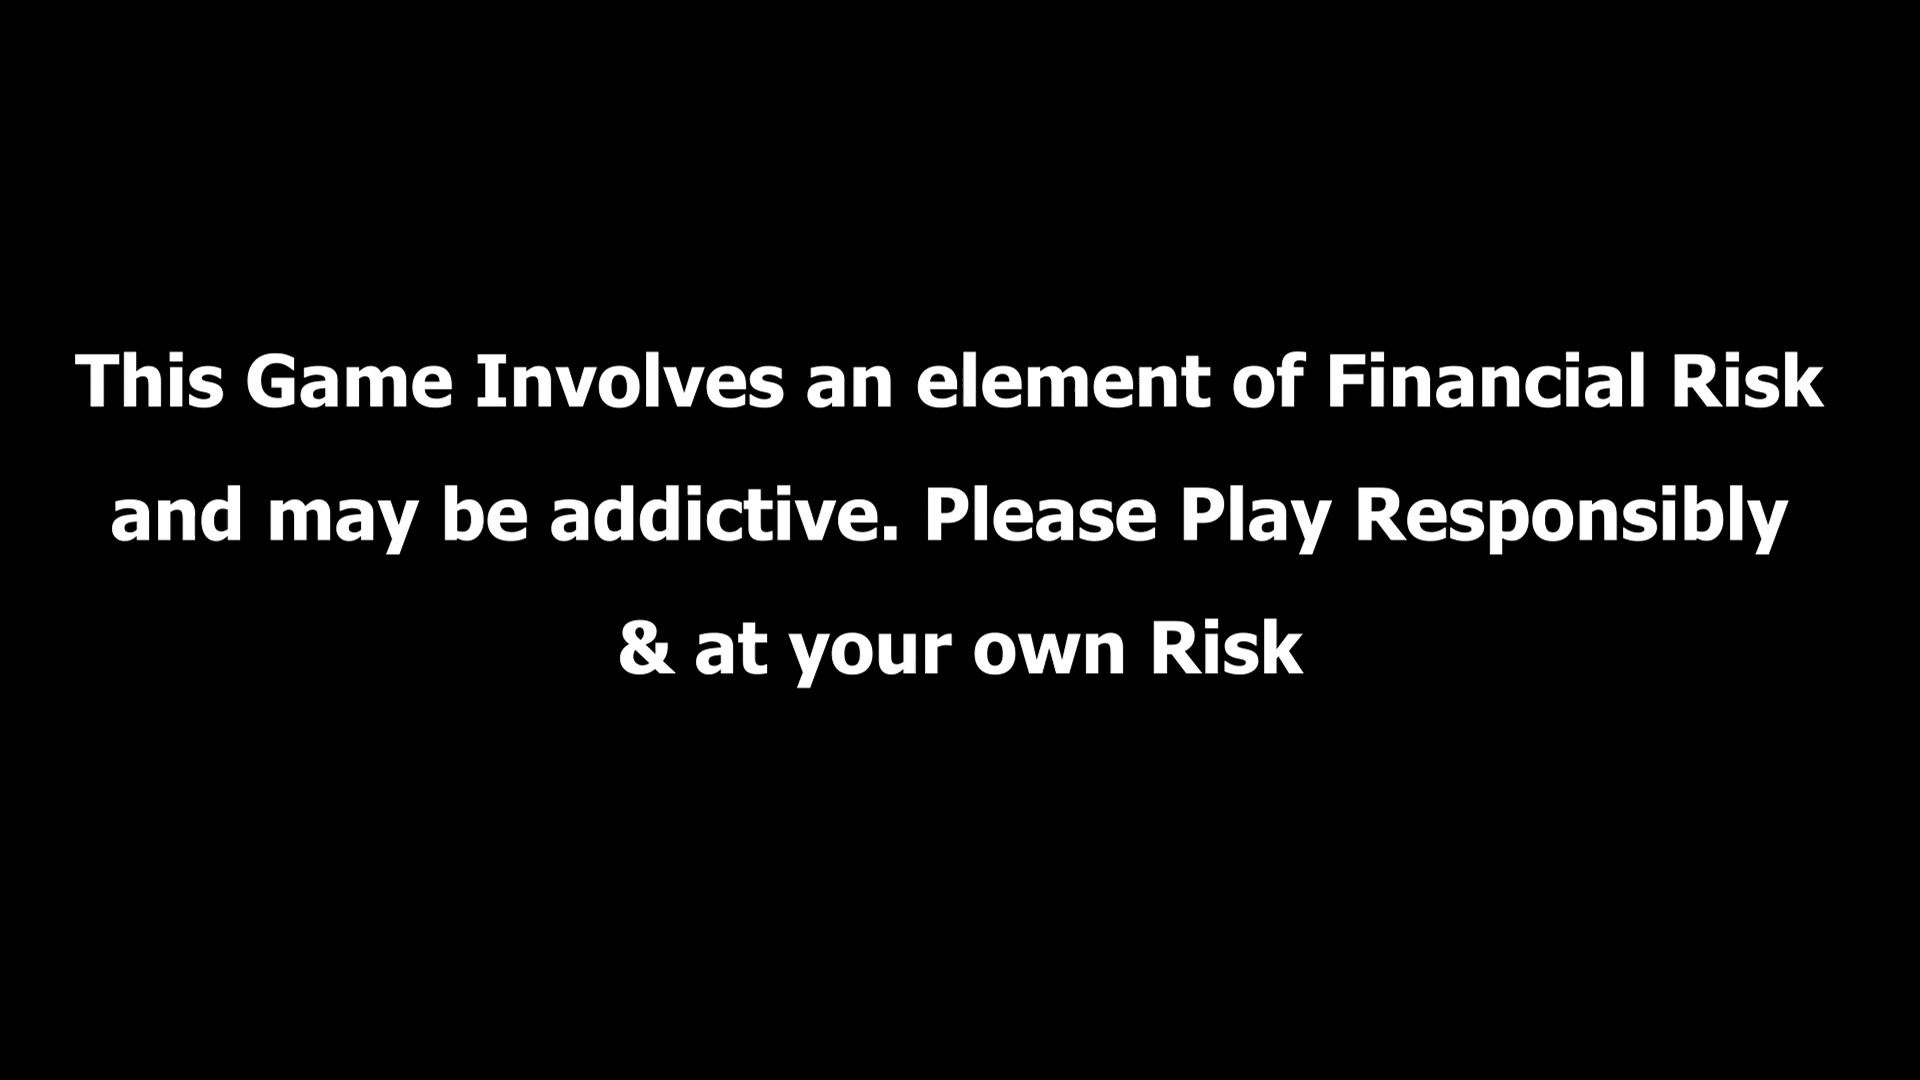 This Game Involves an element of Financial Risk
and may be addictive. Please Play Responsibly
& at your own Risk